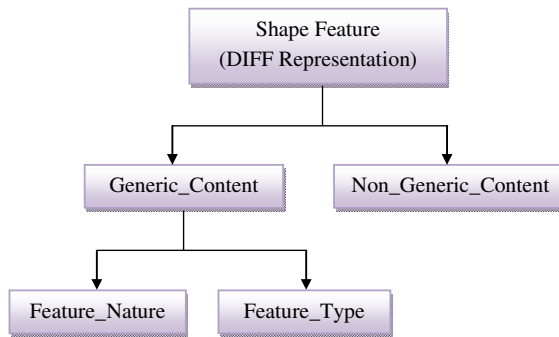 Shape Feature
(DIFF Representation)
Generic_Content
Non_Generic_Content
Feature_Nature
Feature_Type